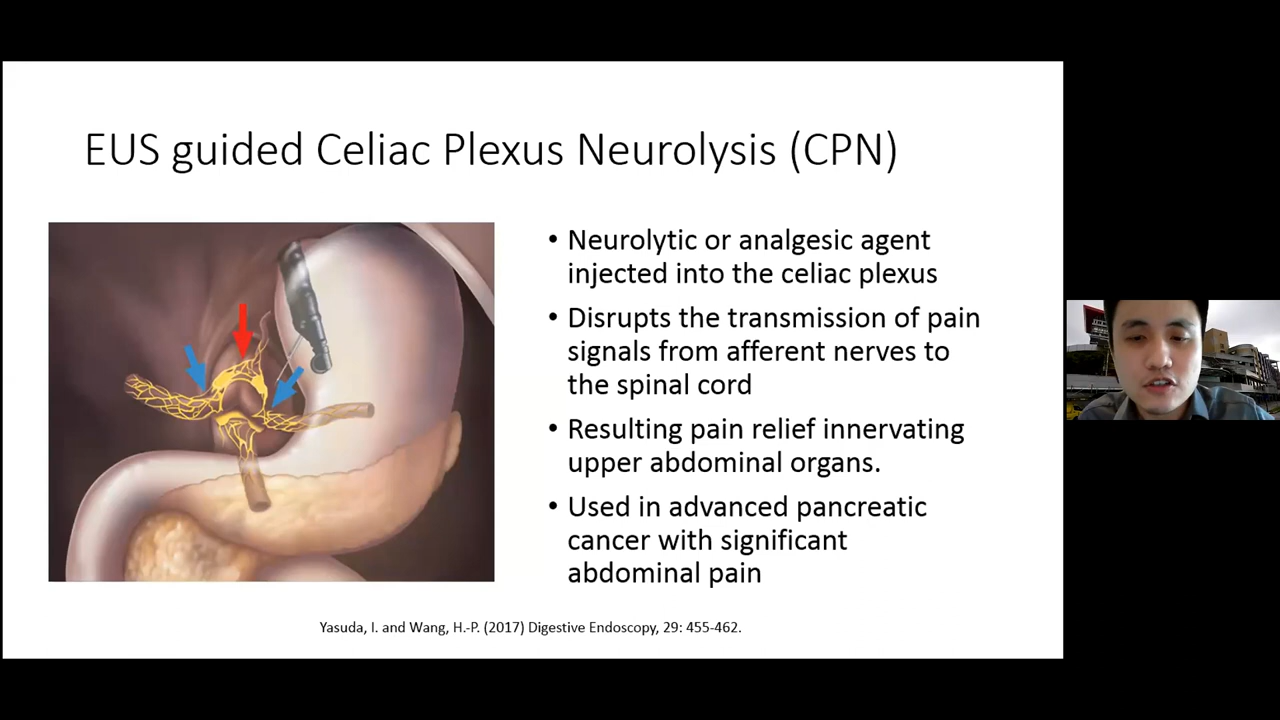 EUS guided Celiac Plexus Neurolysis (CPN)
• Neurolytic or analgesic agent
injected into the celiac plexus
• Disrupts the transmission of pain
signals from afferent nerves to
the spinal cord
• Resulting pain relief innervating
upper abdominal organs.
• Used in advanced pancreatic
cancer with significant
abdominal pain
Yasuda, I. and Wang, H.-P. (2017) Digestive Endoscopy, 29: 455-462.